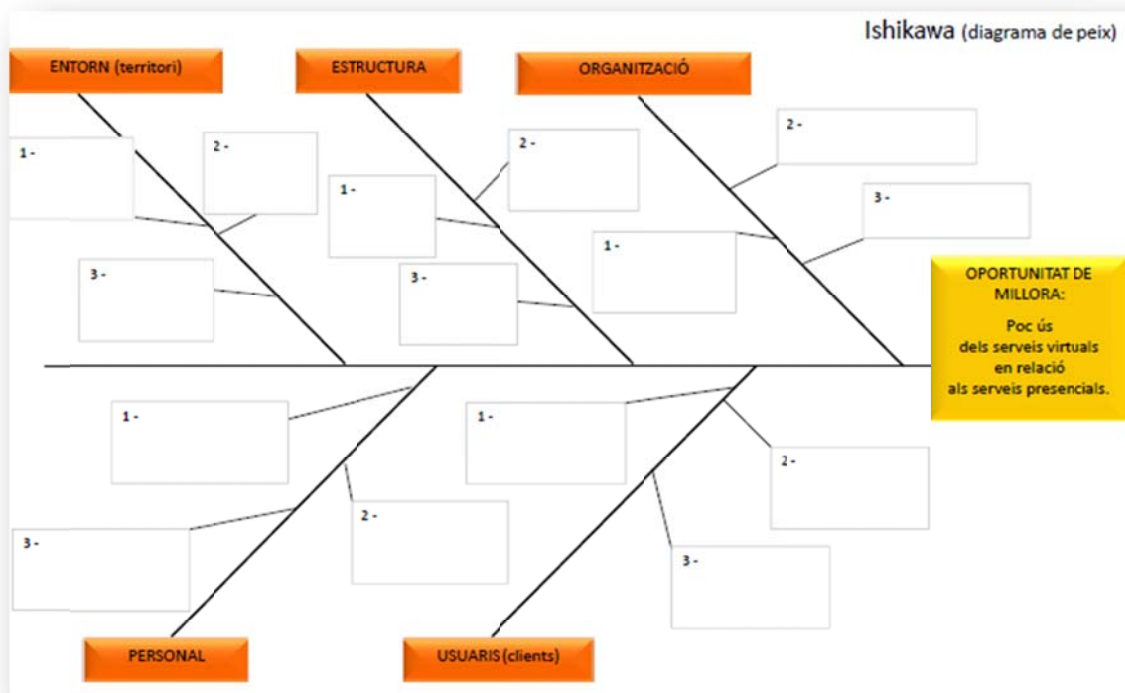 Ishikawa (diagrama de peix)
ENTORN (territori)
ESTRUCTURA
ORGANITZACIÓ
1 -
2 -
3 -
1 -
2 -
3 -
1 -
2 -
3 -
OPORTUNITAT DE
MILLORA:
Poc ús
dels serveis virtuals
en relació
als serveis presencials.
1 -
2 -
3 -
1 -
2 -
3 -
PERSONAL
USUARIS (clients)